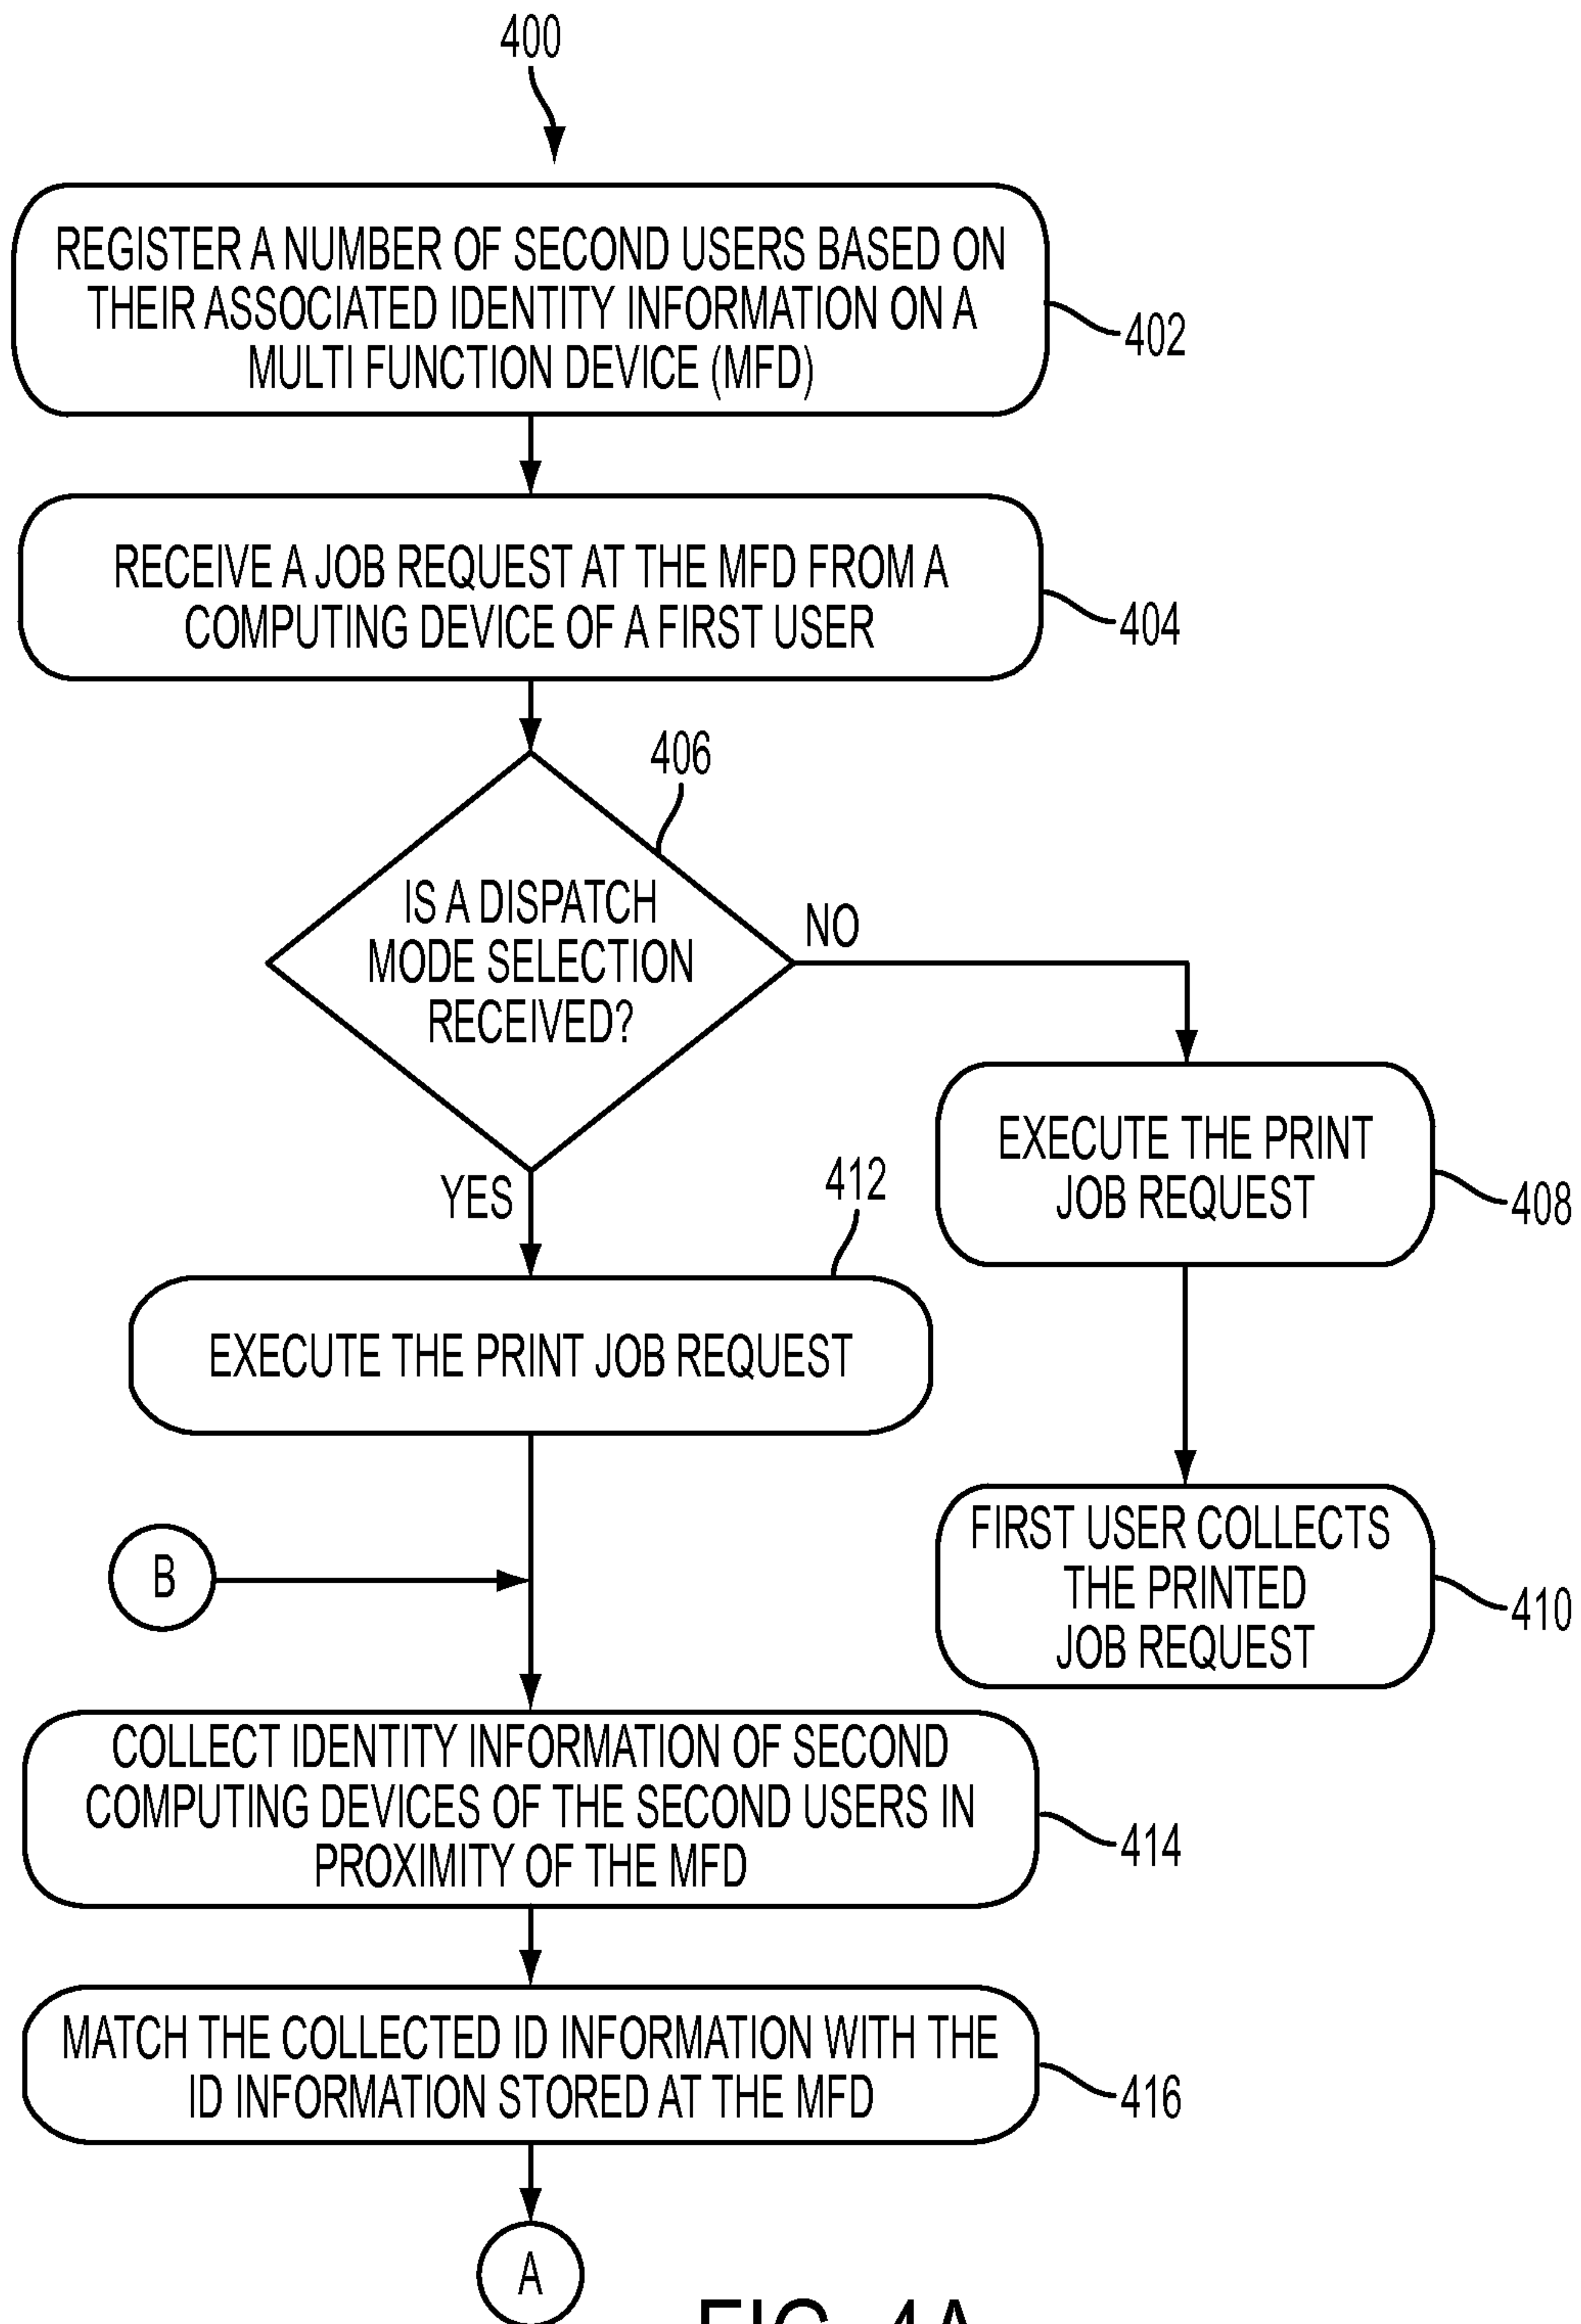 400
REGISTER A NUMBER OF SECOND USERS BASED ON
THEIR ASSOCIATED IDENTITY INFORMATION ON A
MULTI FUNCTION DEVICE (MFD)
402
RECEIVE A JOB REQUEST AT THE MFD FROM A
COMPUTING DEVICE OF A FIRST USER
404
406
IS A DISPATCH
MODE SELECTION
RECEIVED?
NO
YES
EXECUTE THE PRINT
JOB REQUEST
408
412
EXECUTE THE PRINT JOB REQUEST
FIRST USER COLLECTS
THE PRINTED
JOB REQUEST
410
B
COLLECT IDENTITY INFORMATION OF SECOND
COMPUTING DEVICES OF THE SECOND USERS IN
PROXIMITY OF THE MFD
414
MATCH THE COLLECTED ID INFORMATION WITH THE
ID INFORMATION STORED AT THE MFD
416
A
FIG. 4A